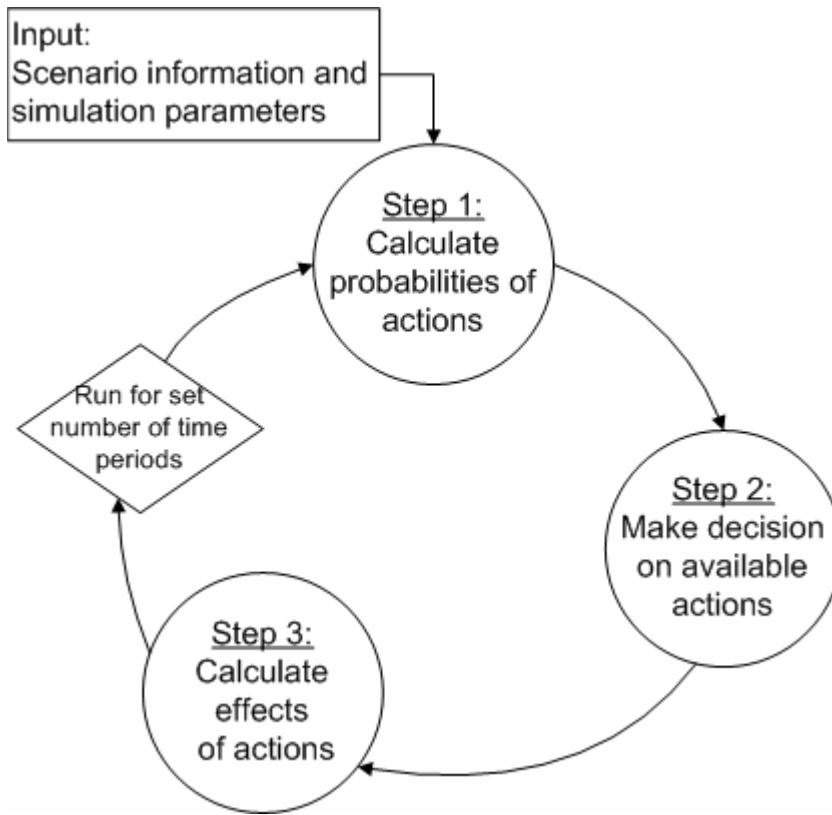 Input:
Scenario information and
simulation parameters
Step 1:
Calculate
probabilities of
actions
Step 2:
Make decision
on available
actions
Step 3:
Calculate
effects
of actions
Run for set
number of time
periods